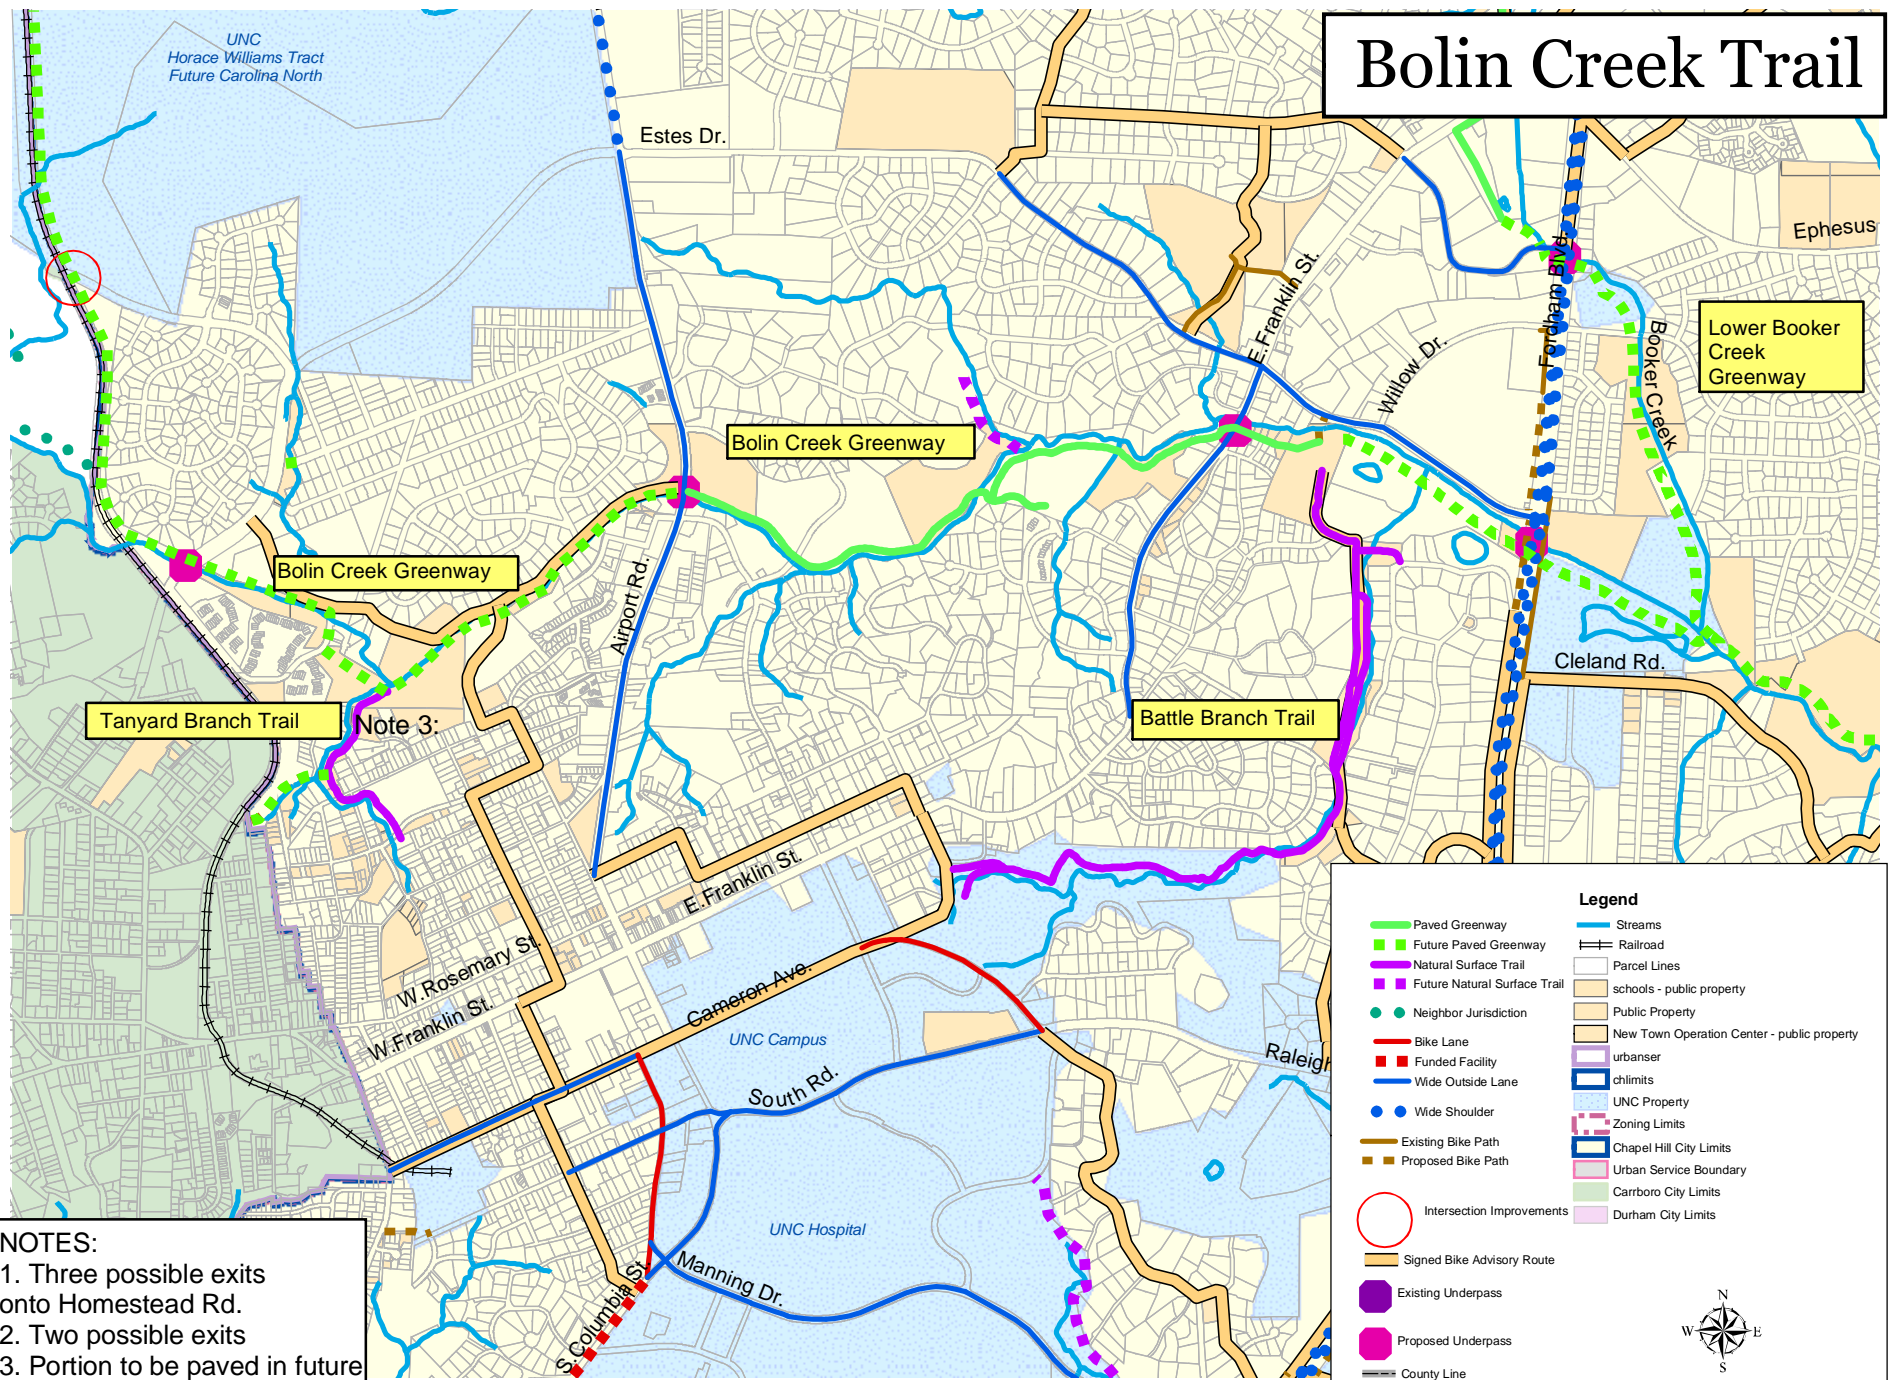 Bolin Creek Trail
UNC
Horace Williams Tract
Future Carolina North
Estes Dr.
Ephesus
E.Franklin St.
Fordham Blvd.
Booker Creek
Lower Booker
Creek
Greenway
Willow Dr.
Bolin Creek Greenway
Bolin Creek Greenway
Airport Rd.
Cleland Rd.
Tanyard Branch Trail
Note 3:
Battle Branch Trail
E.Franklin St.
W.Rosemary St.
W.Franklin St.
Cameron Ave.
UNC Campus
South Rd.
Raleigh
UNC Hospital
Manning Dr.
S.Columbia St.
NOTES:
1. Three possible exits
onto Homestead Rd.
2. Two possible exits
3. Portion to be paved in future
Legend
Paved Greenway
Future Paved Greenway
Natural Surface Trail
Future Natural Surface Trail
Neighbor Jurisdiction
Bike Lane
Funded Facility
Wide Outside Lane
Wide Shoulder
Existing Bike Path
Proposed Bike Path
Intersection Improvements
Signed Bike Advisory Route
Existing Underpass
Proposed Underpass
County Line
Streams
Railroad
Parcel Lines
schools - public property
Public Property
New Town Operation Center - public property
urbanser
chlimits
UNC Property
Zoning Limits
Chapel Hill City Limits
Urban Service Boundary
Carrboro City Limits
Durham City Limits
N
W E
S